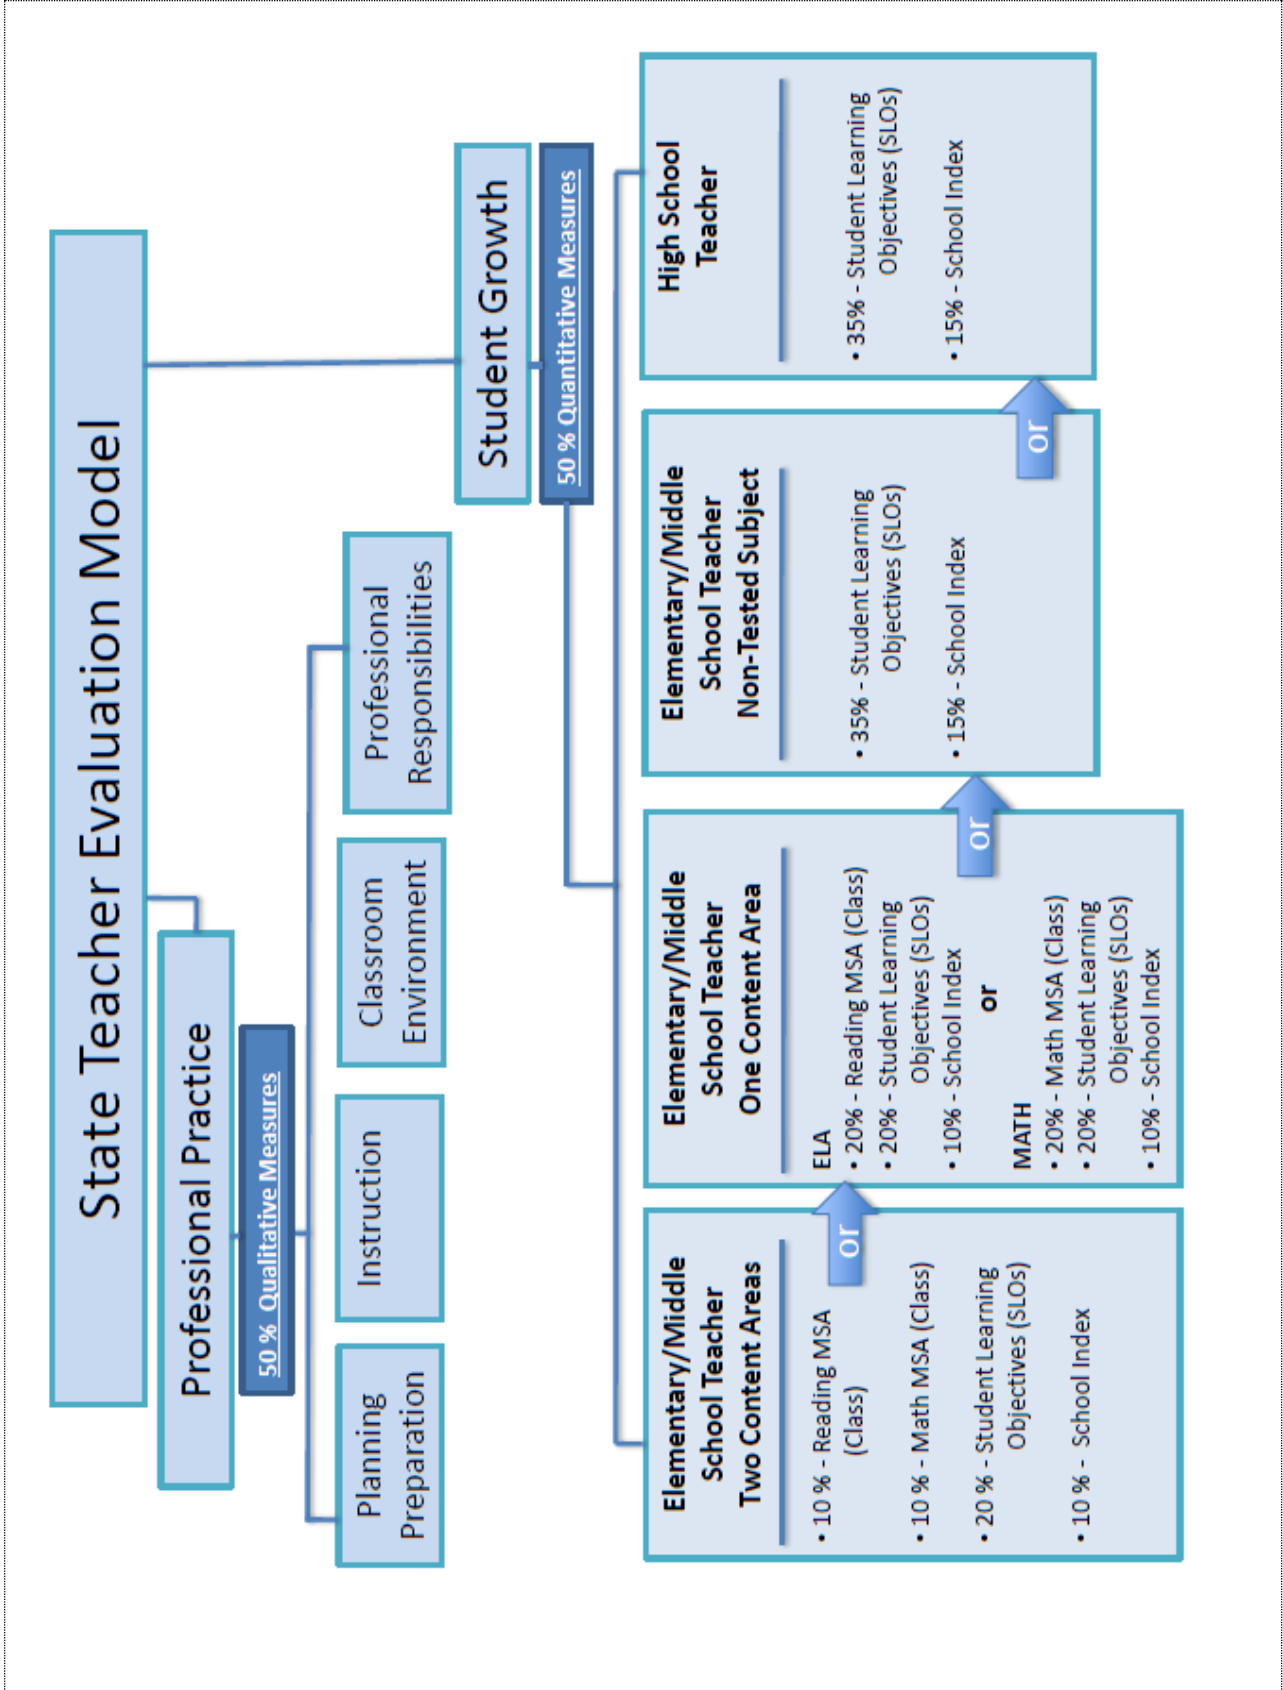 State Teacher Evaluation Model
Professional Practice
50 % Qualitative Measures
Planning
Preparation
Instruction
Classroom
Environment
Professional
Responsibilities
Student Growth
50 % Quantitative Measures
Elementary/Middle
School Teacher
Two Content Areas
• 10 % - Reading MSA
(Class)
• 10 % - Math MSA (Class)
• 20 % - Student Learning
Objectives (SLOs)
• 10 % - School Index
or
Elementary/Middle
School Teacher
One Content Area
ELA
• 20% - Reading MSA (Class)
• 20% - Student Learning
Objectives (SLOs)
• 10% - School Index
or
MATH
• 20% - Math MSA (Class)
• 20% - Student Learning
Objectives (SLOs)
• 10% - School Index
or
Elementary/Middle
School Teacher
Non-Tested Subject
• 35% - Student Learning
Objectives (SLOs)
• 15% - School Index
or
High School
Teacher
• 35% - Student Learning
Objectives (SLOs)
• 15% - School Index